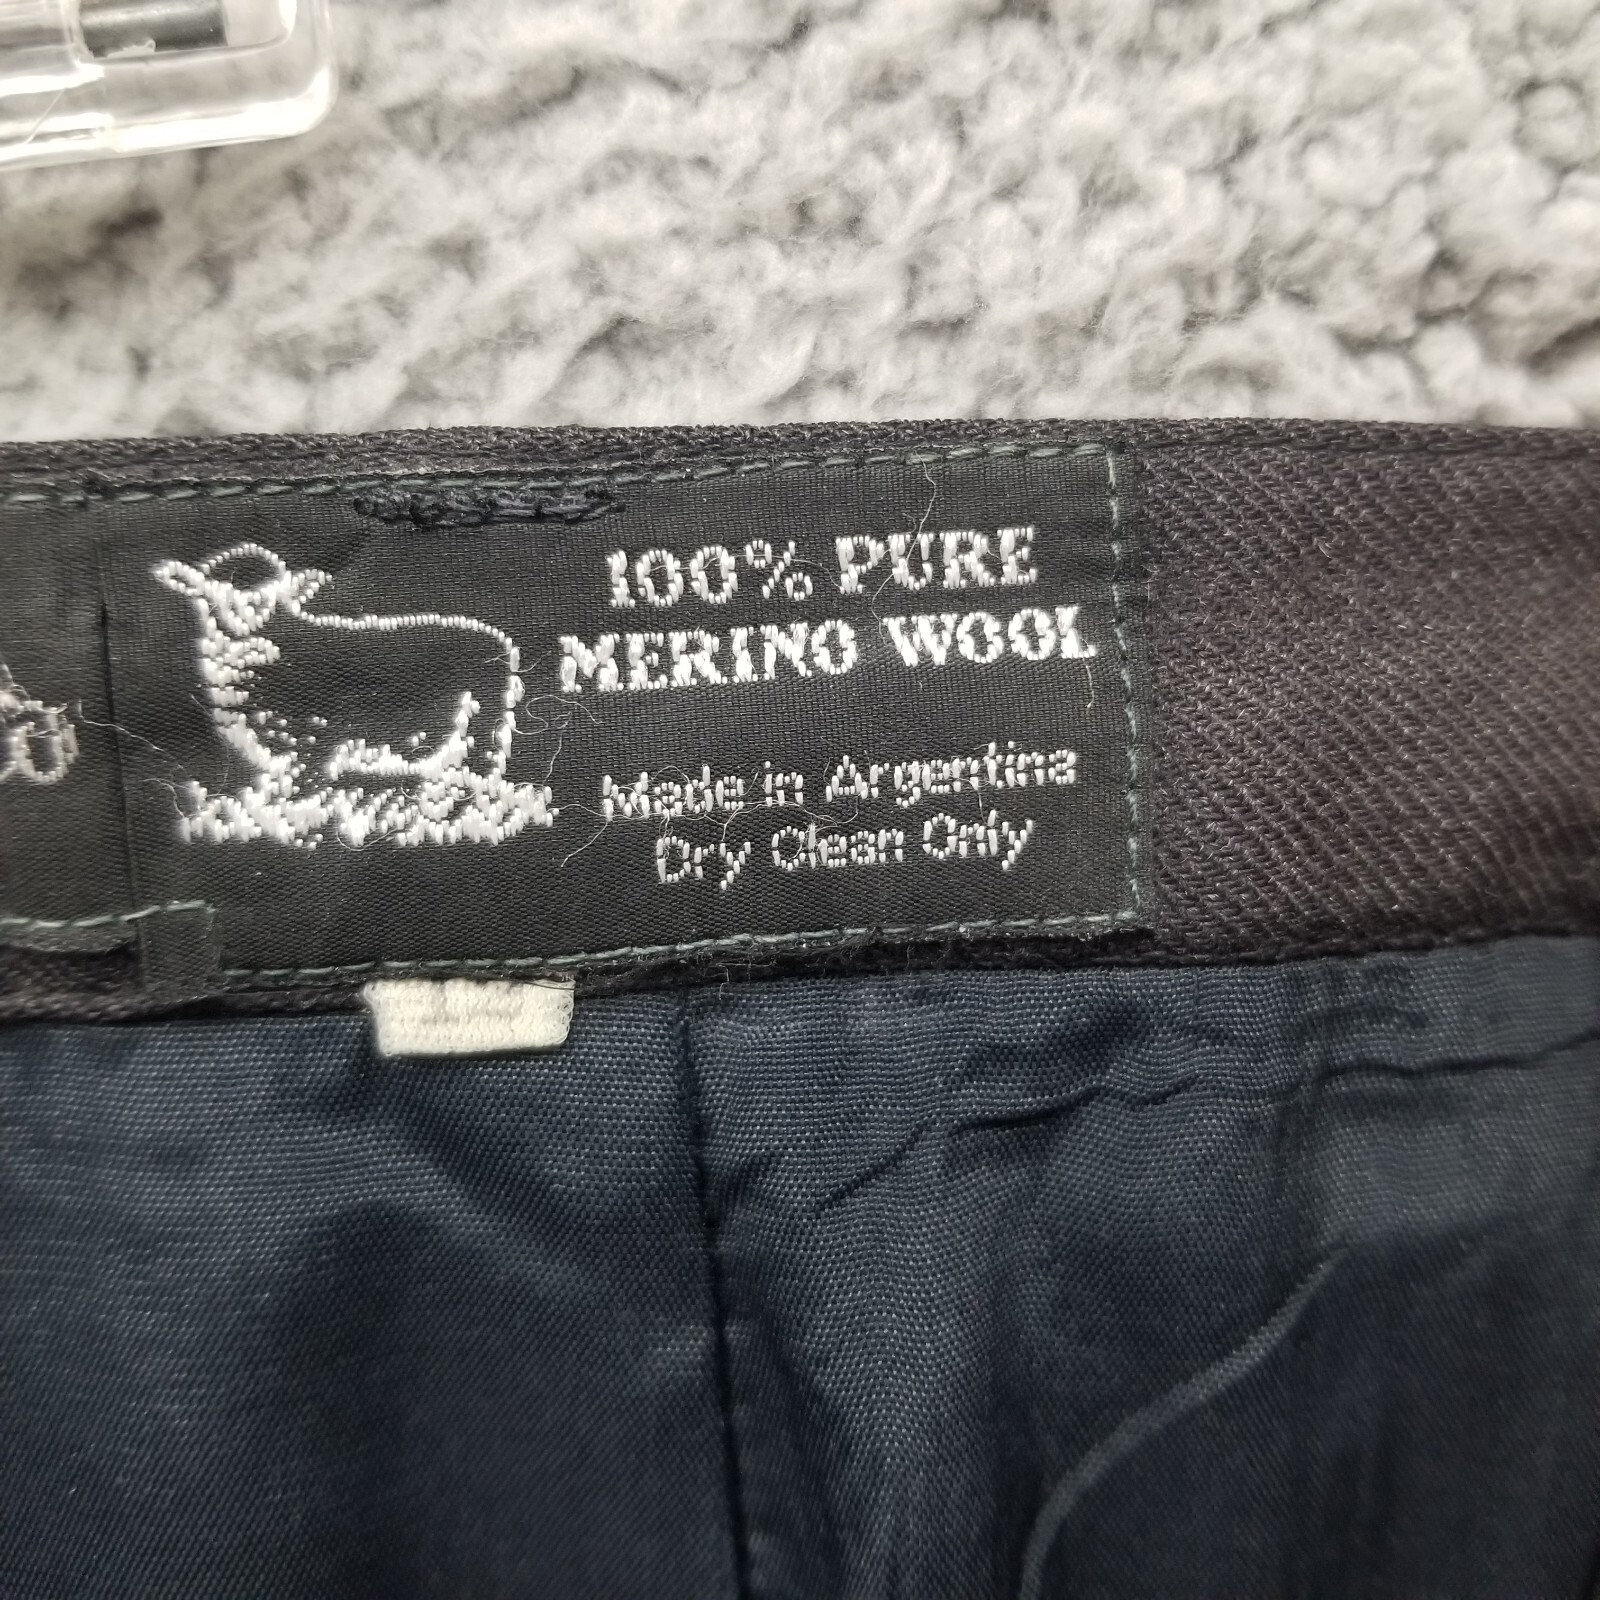 100% PURE
MERINO WOOL
Made in Argentina
Dry Clean Only